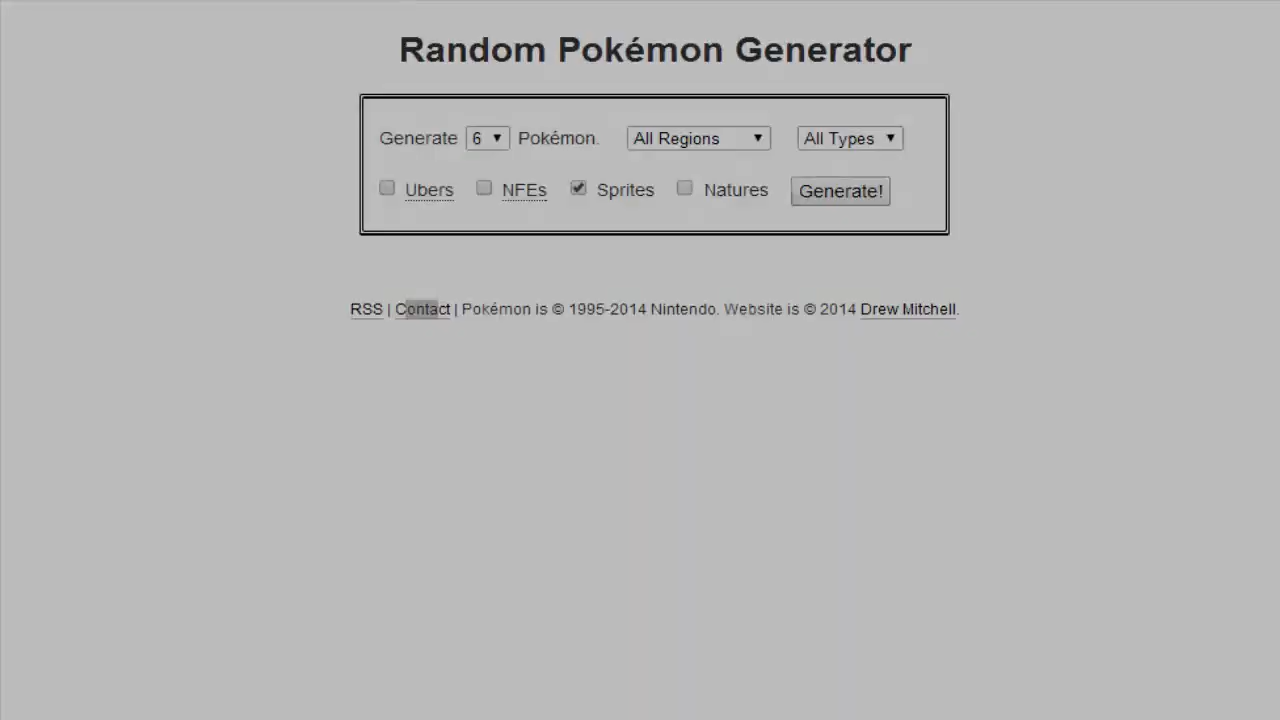 Random Pokémon Generator
Generate 6 Pokémon. All Regions All Types
Ubers NFEs Sprites Natures Generate!
RSS | Contact | Pokémon is © 1995-2014 Nintendo. Website is © 2014 Drew Mitchell.